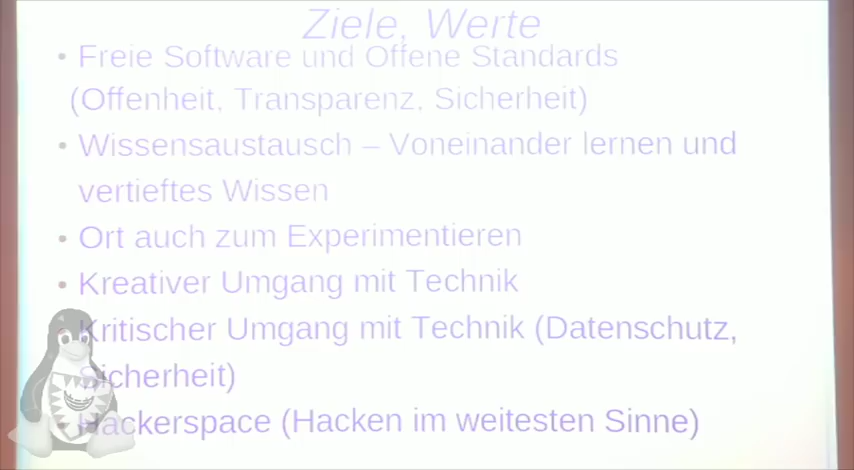 Ziele, Werte
• Freie Software und Offene Standards
(Offenheit, Transparenz, Sicherheit)
• Wissensaustausch – Voneinander lernen und
vertieftes Wissen
• Ort auch zum Experimentieren
• Kreativer Umgang mit Technik
Kritischer Umgang mit Technik (Datenschutz,
Sicherheit)
Hackerspace (Hacken im weitesten Sinne)